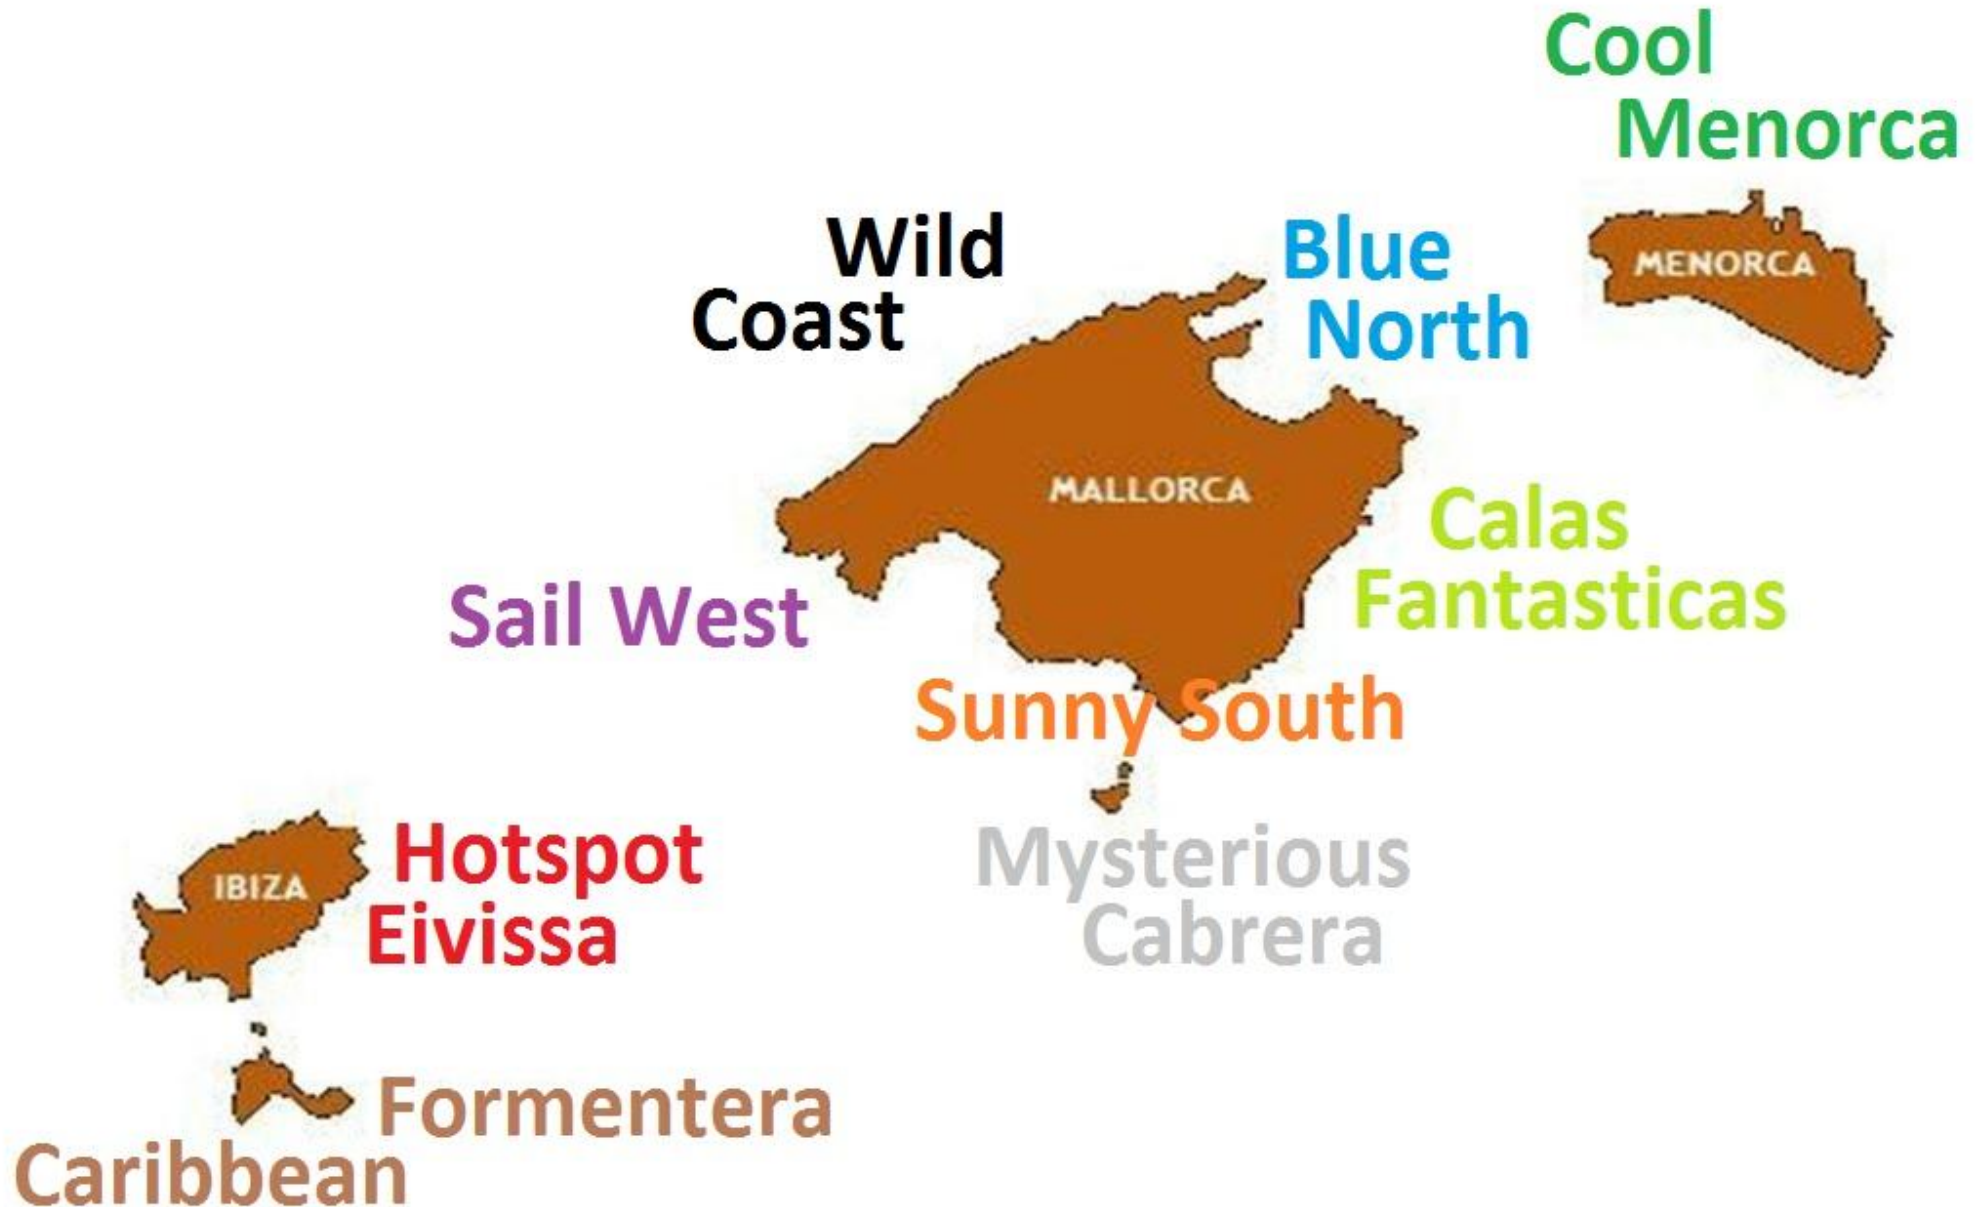 Cool
Menorca
MENORCA
Wild
Coast
Blue
North
MALLORCA
Calas
Fantasticas
Sail West
Sunny South
Mysterious
Cabrera
IBIZA
Hotspot
Eivissa
Formentera
Caribbean